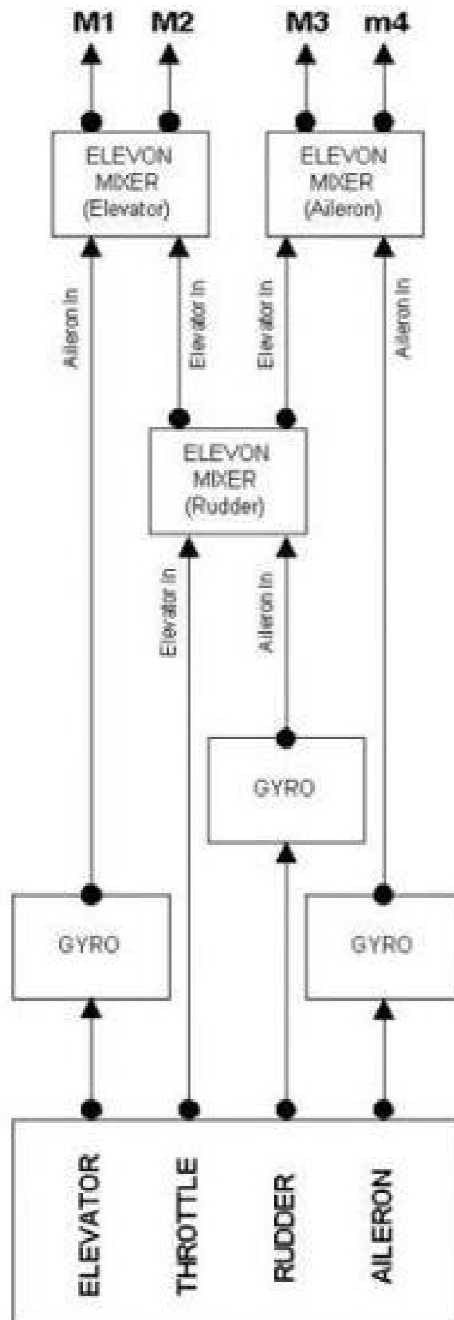 M1 M2 M3 m4
ELEVON
MIXER
(Elevator)
ELEVON
MIXER
(Aileron)
Aileron In
Elevator In
Elevator In
Aileron In
ELEVON
MIXER
(Rudder)
Elevator In
Aileron In
GYRO
GYRO
GYRO
ELEVATOR
THROTTLE
RUDDER
AILERON